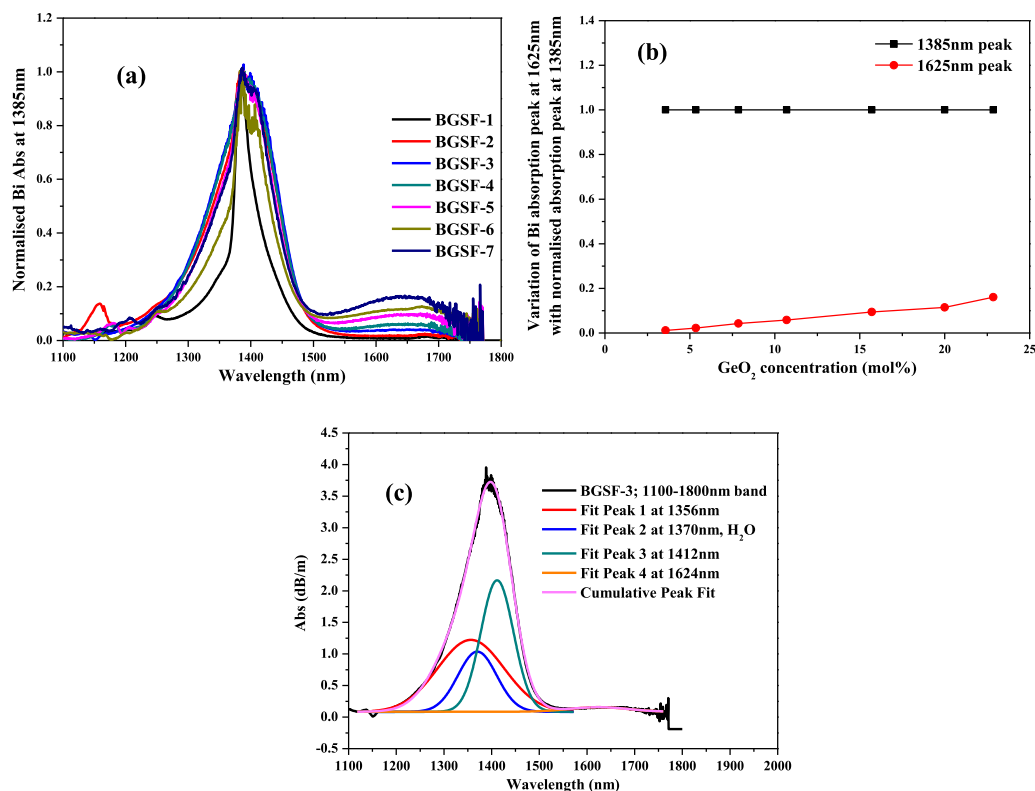 (a)
Normalised Bi Abs at 1385nm
1.2
1.0
0.8
0.6
0.4
0.2
0.0
BGSF-1
BGSF-2
BGSF-3
BGSF-4
BGSF-5
BGSF-6
BGSF-7
1100 1200 1300 1400 1500 1600 1700 1800
Wavelength (nm)
(b)
Variation of Bi absorption peak at 1625nm
with normalised absorption peak at 1385nm
1.4
1.2
1.0
0.8
0.6
0.4
0.2
0.0
1385nm peak
1625nm peak
0 5 10 15 20 25
GeO2 concentration (mol%)
(c)
Abs (dB/m)
4.5
4.0
3.5
3.0
2.5
2.0
1.5
1.0
0.5
0.0
-0.5
BGSF-3; 1100-1800nm band
Fit Peak 1 at 1356nm
Fit Peak 2 at 1370nm, H2O
Fit Peak 3 at 1412nm
Fit Peak 4 at 1624nm
Cumulative Peak Fit
1100 1200 1300 1400 1500 1600 1700 1800 1900 2000
Wavelength (nm)